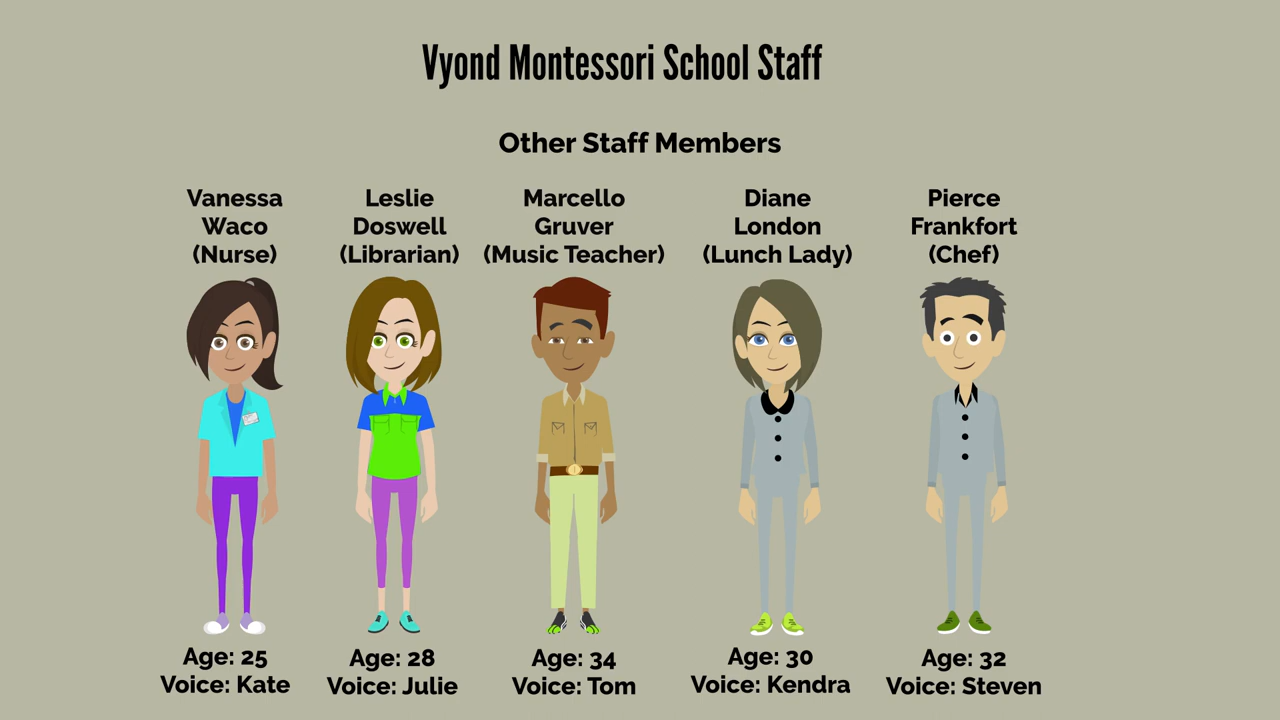 Vyond Montessori School Staff
Other Staff Members
Vanessa
Waco
(Nurse)
Leslie
Doswell
(Librarian)
Marcello
Gruver
(Music Teacher)
Diane
London
(Lunch Lady)
Pierce
Frankfort
(Chef)
Age: 25
Voice: Kate
Age: 28
Voice: Julie
Age: 34
Voice: Tom
Age: 30
Voice: Kendra
Age: 32
Voice: Steven